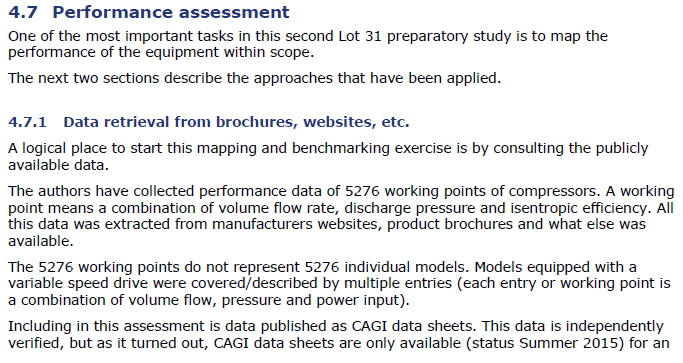 4.7 Performance assessment
One of the most important tasks in this second Lot 31 preparatory study is to map the
performance of the equipment within scope.
The next two sections describe the approaches that have been applied.
4.7.1 Data retrieval from brochures, websites, etc.
A logical place to start this mapping and benchmarking exercise is by consulting the publicly
available data.
The authors have collected performance data of 5276 working points of compressors. A working
point means a combination of volume flow rate, discharge pressure and isentropic efficiency. All
this data was extracted from manufacturers websites, product brochures and what else was
available.
The 5276 working points do not represent 5276 individual models. Models equipped with a
variable speed drive were covered/described by multiple entries (each entry or working point is
a combination of volume flow, pressure and power input).
Including in this assessment is data published as CAGI data sheets. This data is independently
verified, but as it turned out, CAGI data sheets are only available (status Summer 2015) for an